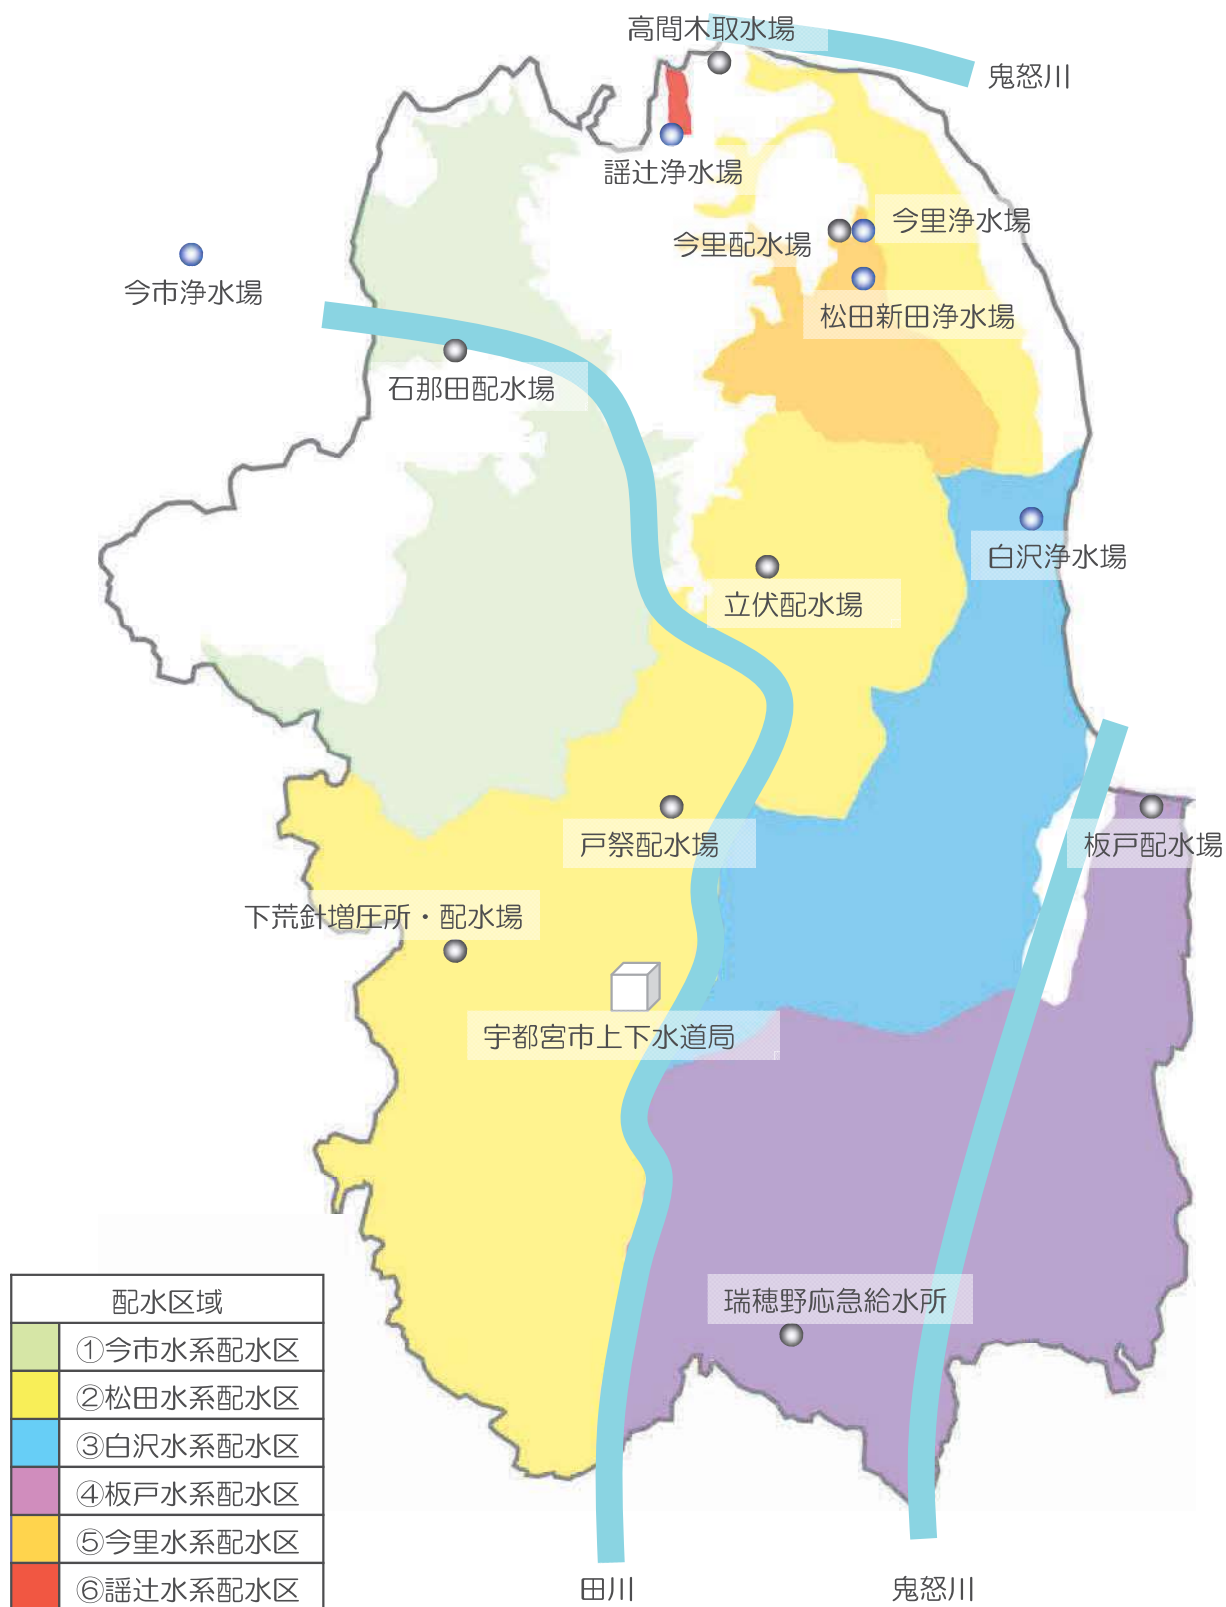 高間木取水場
鬼怒川
謡辻浄水場
今里浄水場
今里配水場
今市浄水場
松田新田浄水場
石那田配水場
白沢浄水場
立伏配水場
戸祭配水場
板戸配水場
下荒針増圧所・配水場
宇都宮市上下水道局
瑞穂野応急給水所
配水区域
①今市水系配水区
②松田水系配水区
③白沢水系配水区
④板戸水系配水区
⑤今里水系配水区
⑥謡辻水系配水区
田川
鬼怒川